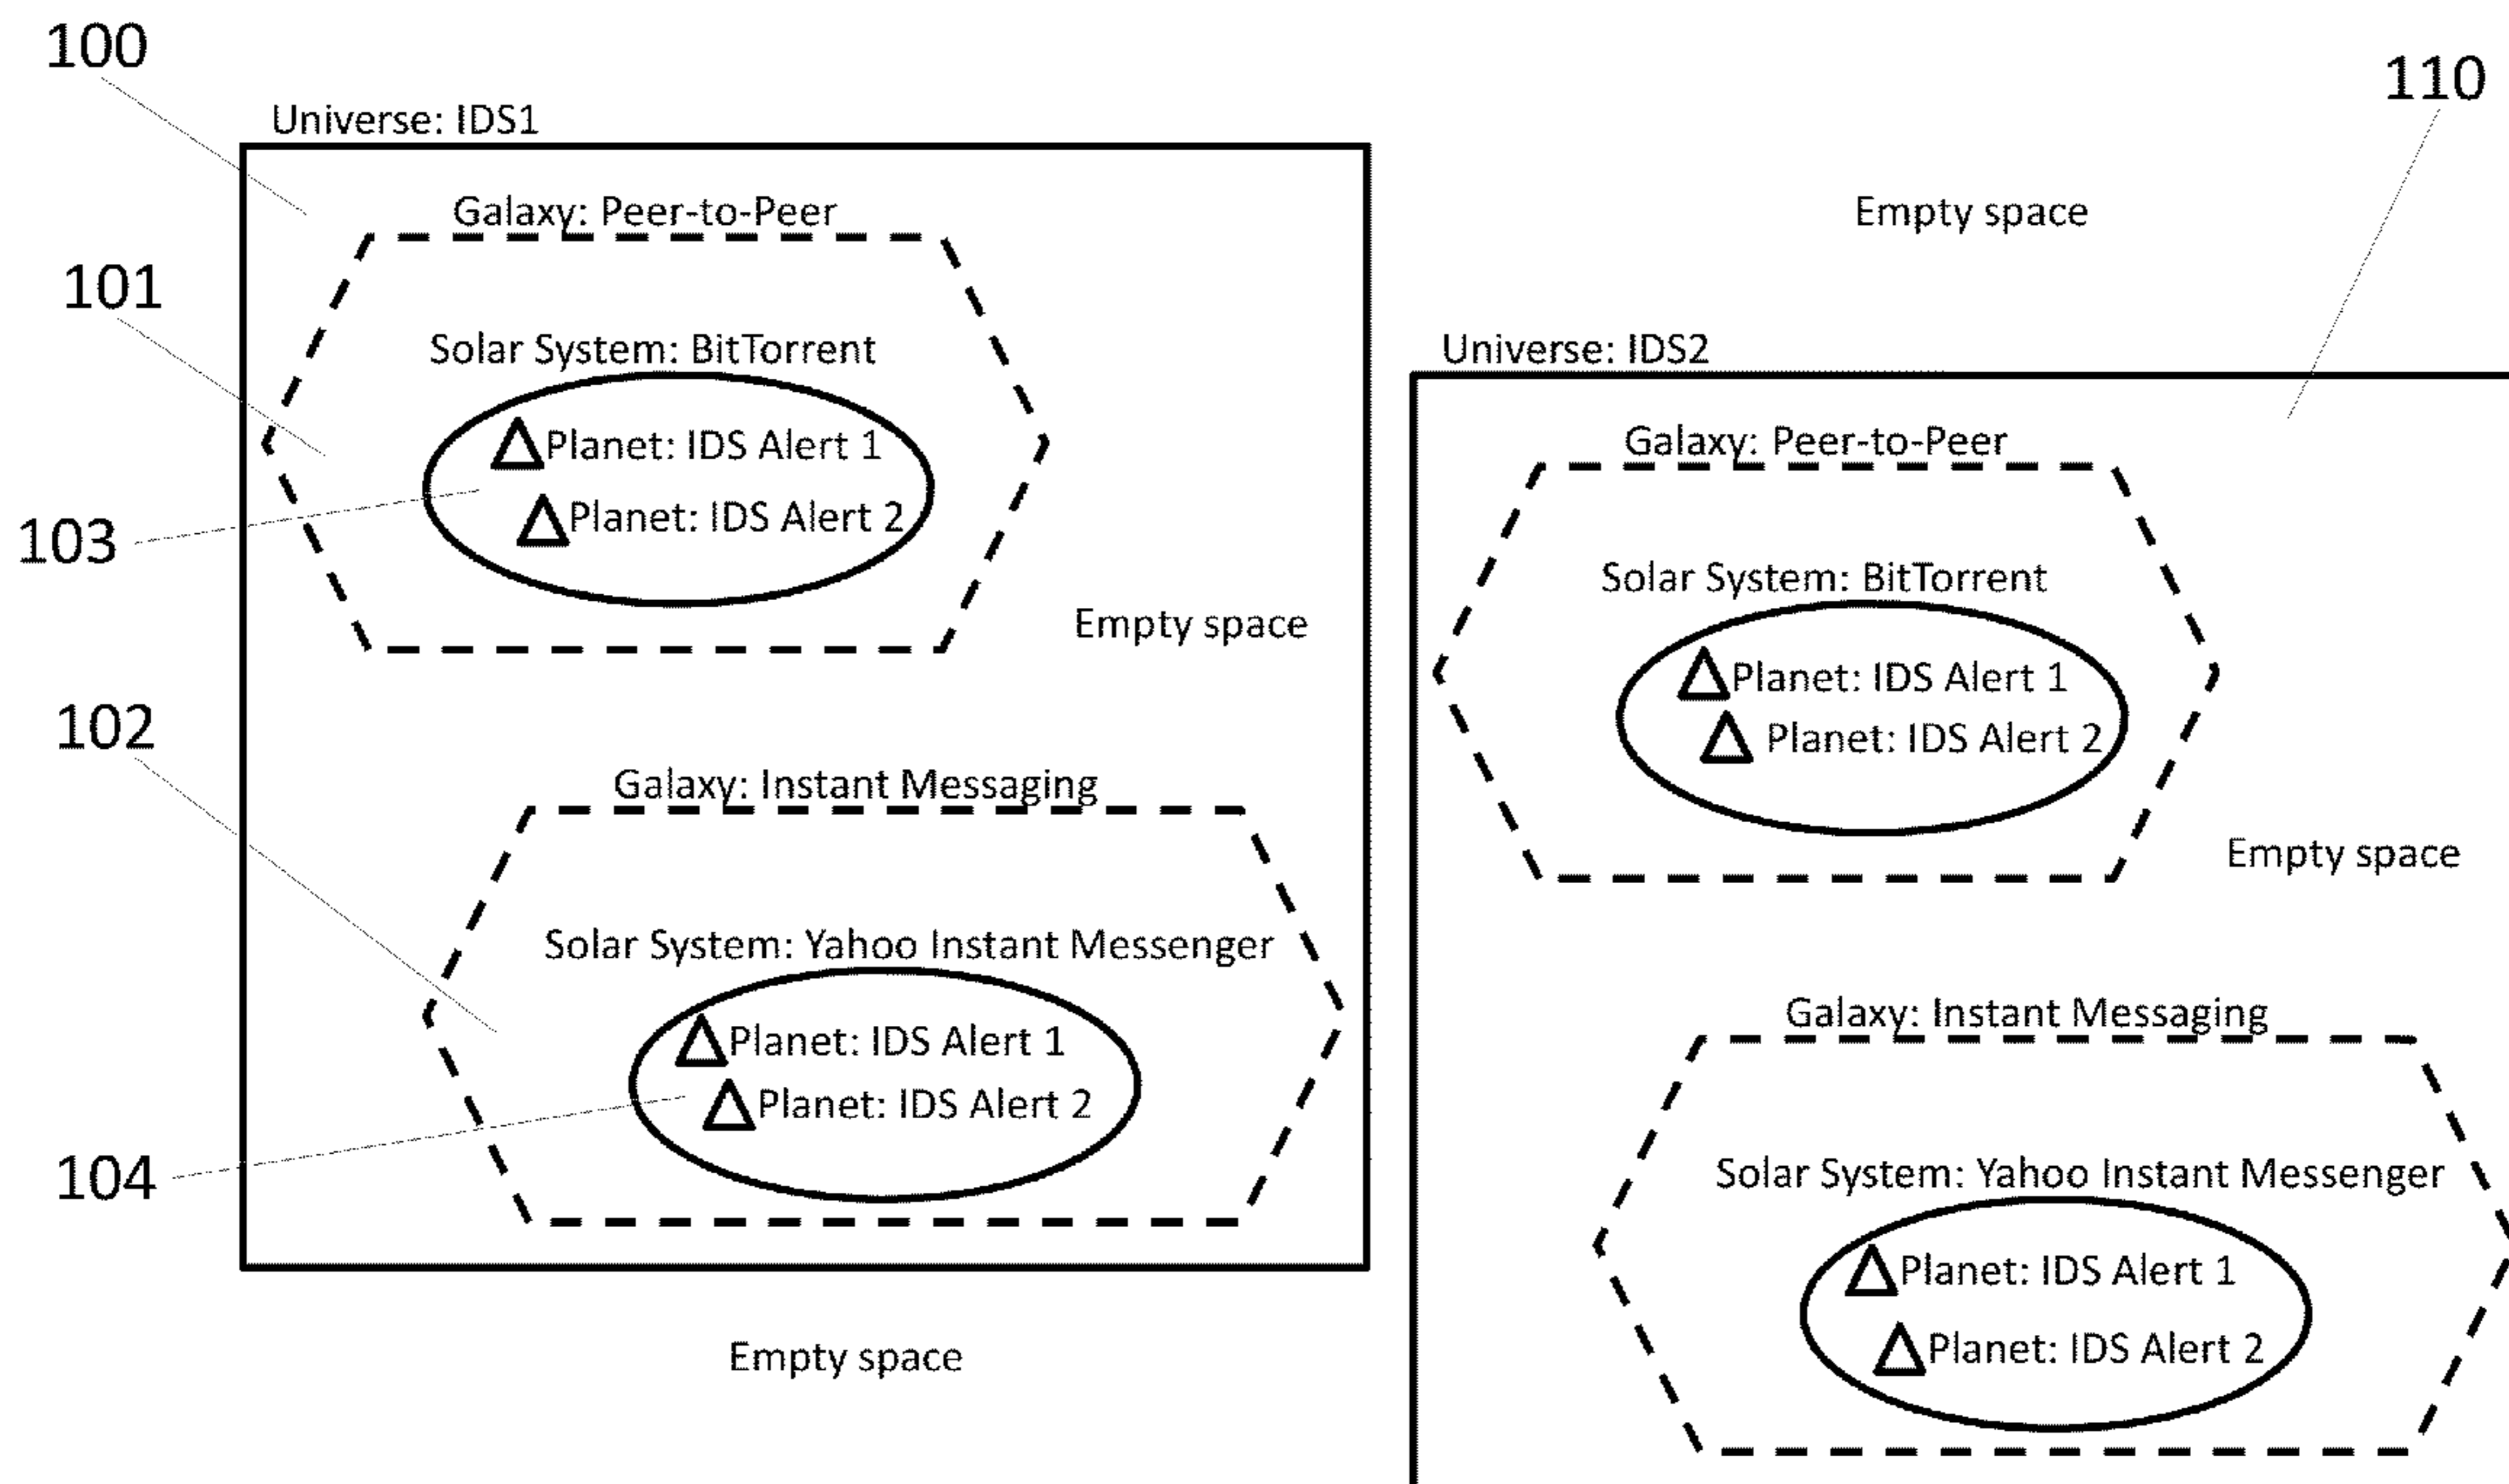 100
Universe: IDS1
Galaxy: Peer-to-Peer
101
Solar System: BitTorrent
Planet: IDS Alert 1
Planet: IDS Alert 2
103
Empty space
102
Galaxy: Instant Messaging
Solar System: Yahoo Instant Messenger
Planet: IDS Alert 1
Planet: IDS Alert 2
104
Empty space
110
Empty space
Universe: IDS2
Galaxy: Peer-to-Peer
Solar System: BitTorrent
Planet: IDS Alert 1
Planet: IDS Alert 2
Empty space
Galaxy: Instant Messaging
Solar System: Yahoo Instant Messenger
Planet: IDS Alert 1
Planet: IDS Alert 2